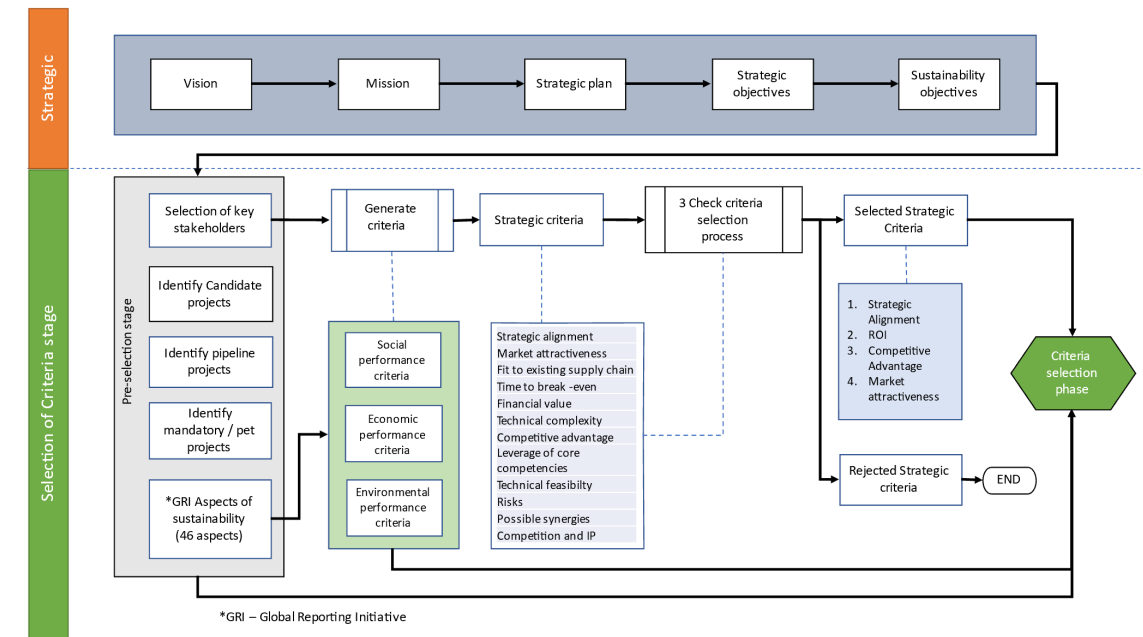 Strategic
Vision
Mission
Strategic plan
Strategic
objectives
Sustainability
objectives
Selection of Criteria stage
Pre-selection stage
Selection of key
stakeholders
Identify Candidate
projects
Identify pipeline
projects
Identify
mandatory / pet
projects
*GRI Aspects of
sustainability
(46 aspects)
Generate
criteria
Social
performance
criteria
Economic
performance
criteria
Environmental
performance
criteria
Strategic criteria
Strategic alignment
Market attractiveness
Fit to existing supply chain
Time to break -even
Financial value
Technical complexity
Competitive advantage
Leverage of core
competencies
Technical feasibilty
Risks
Possible synergies
Competition and IP
3 Check criteria
selection
process
Selected Strategic
Criteria
1. Strategic
Alignment
2. ROI
3. Competitive
Advantage
4. Market
attractiveness
Rejected Strategic
criteria
END
Criteria
selection
phase
*GRI – Global Reporting Initiative